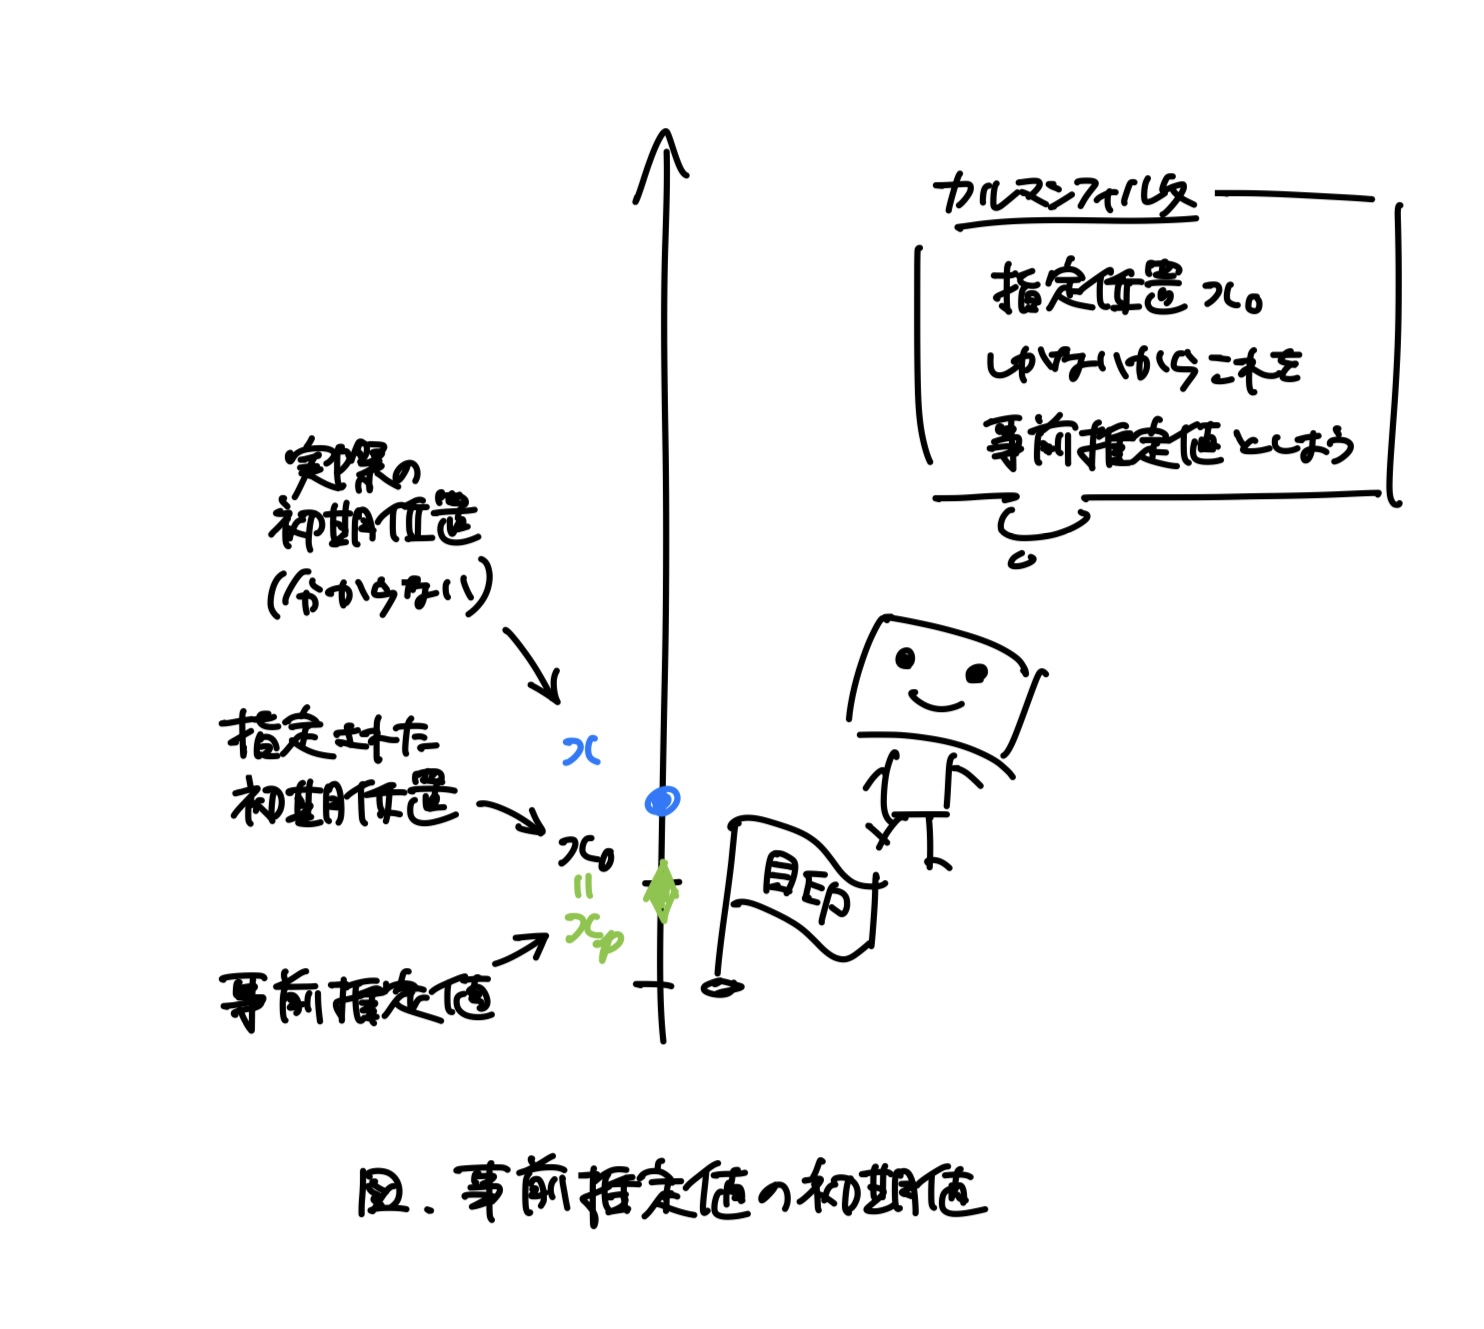 カルマンフィルタ
指定位置 x₀
しかないからこれを
事前推定値としよう
実際の
初期位置
(分からない)
x
指定された
初期位置
x₀
=
xₚ
事前推定値
目印
図. 事前推定値の初期値